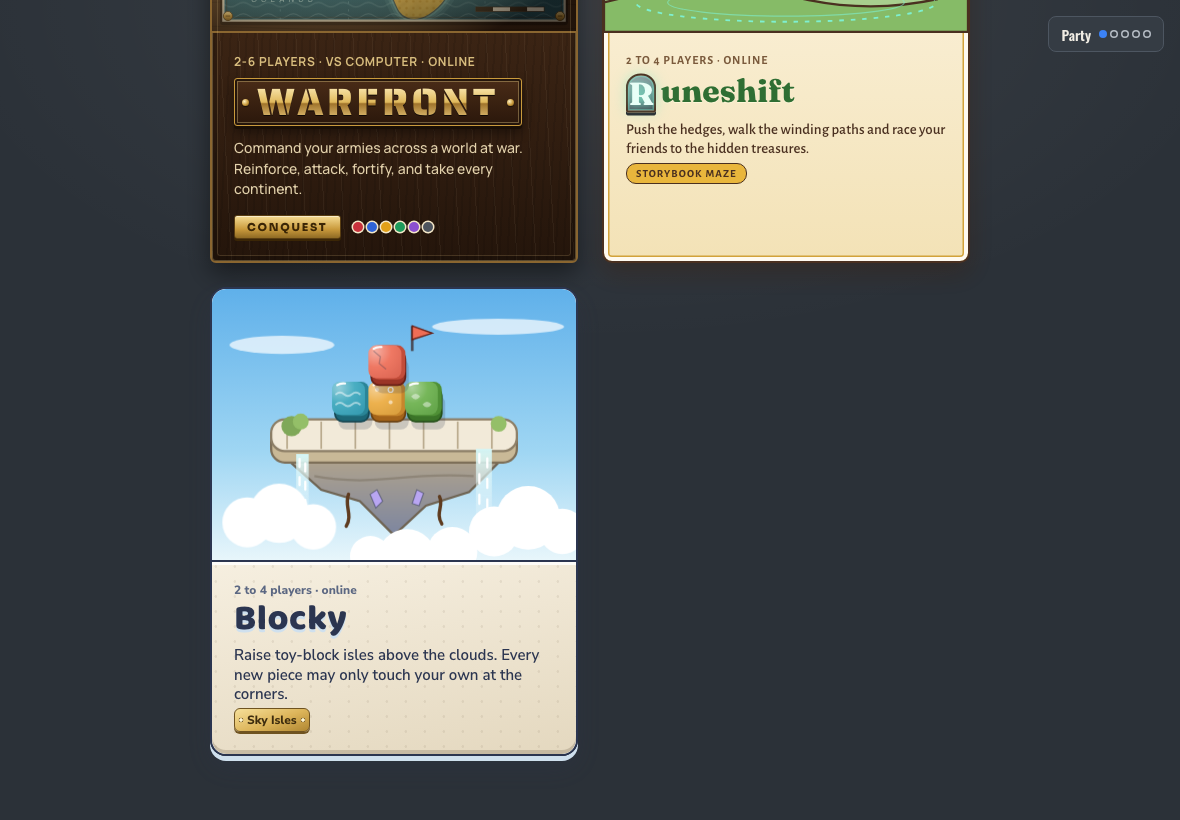 2-6 PLAYERS · VS COMPUTER · ONLINE
WARFRONT
Command your armies across a world at war.
Reinforce, attack, fortify, and take every
continent.
CONQUEST
2 TO 4 PLAYERS · ONLINE
Runeshift
Push the hedges, walk the winding paths and race your
friends to the hidden treasures.
STORYBOOK MAZE
Party
2 to 4 players · online
Blocky
Raise toy-block isles above the clouds. Every
new piece may only touch your own at the
corners.
Sky Isles